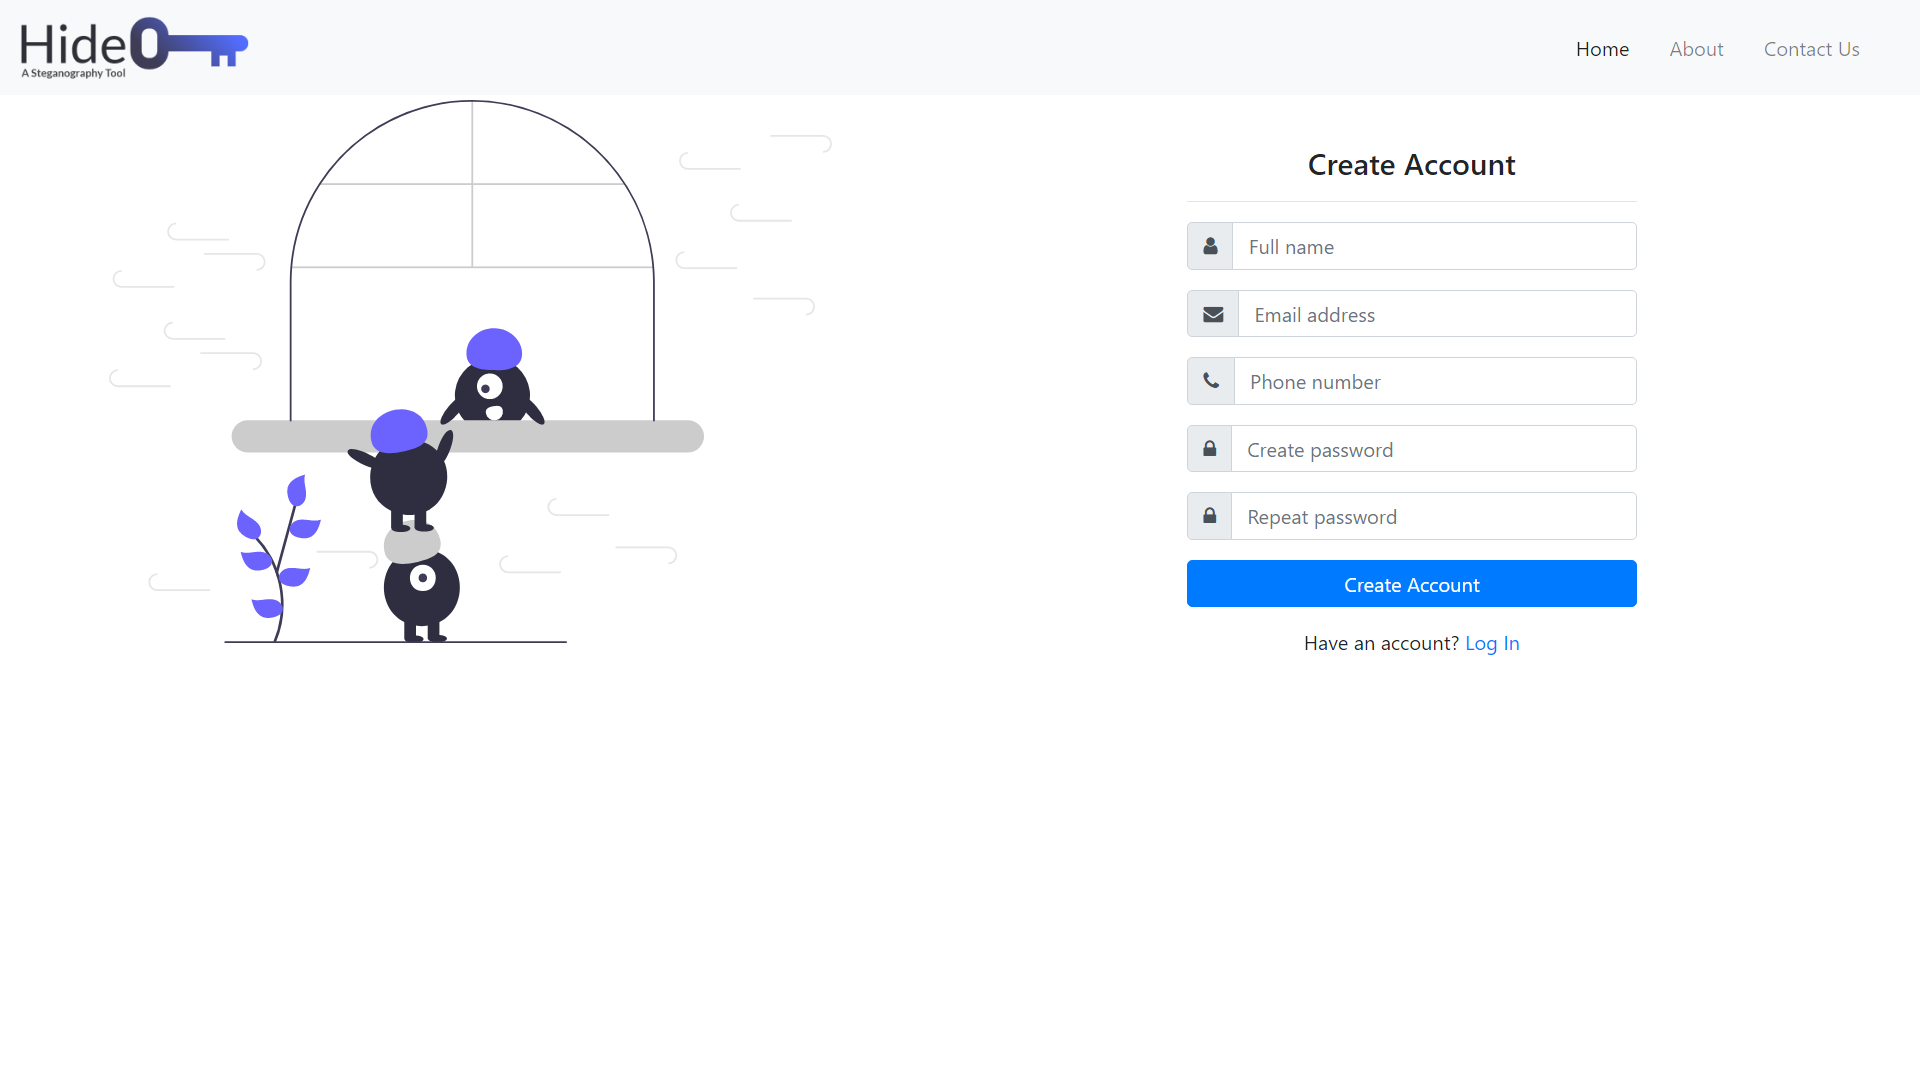 Hide
A Steganography Tool
Home
About
Contact Us
Create Account
Full name
Email address
Phone number
Create password
Repeat password
Create Account
Have an account? Log In